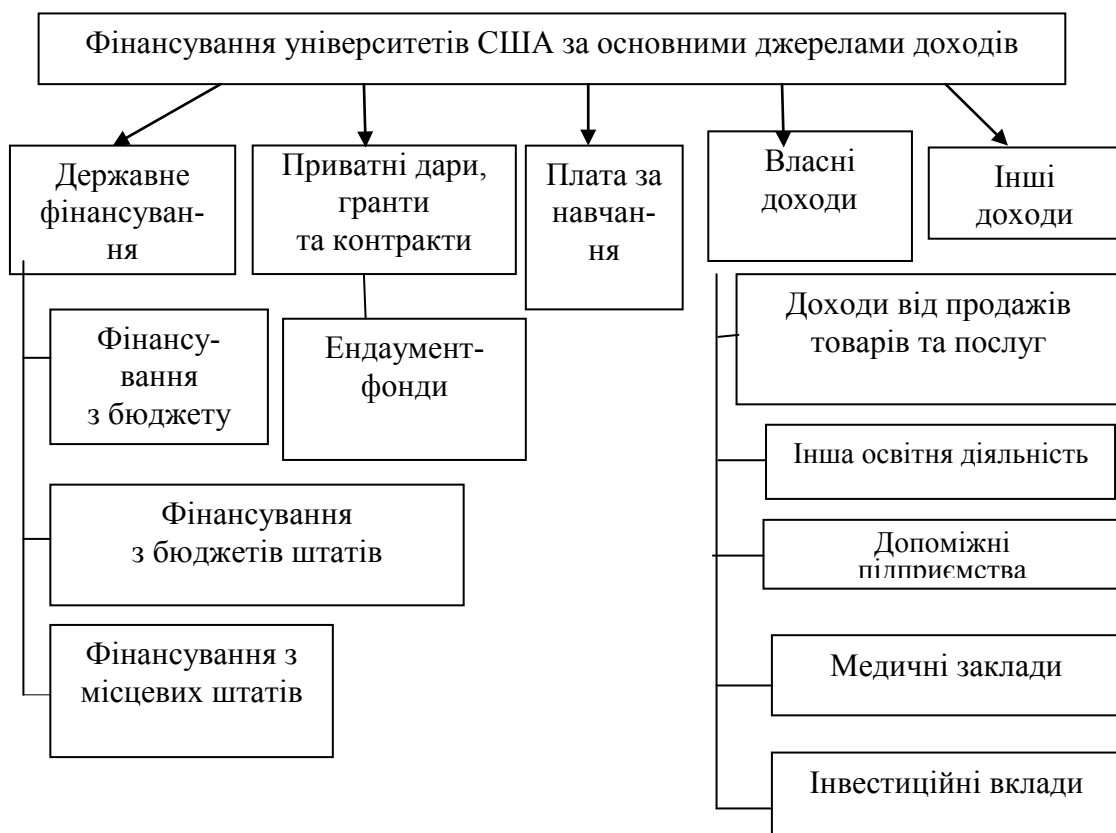 Фінансування університетів США за основними джерелами доходів
Державне
фінансуван-
ня
Приватні дари,
гранти
та контракти
Плата за
навчан-
ня
Власні
доходи
Інші
доходи
Фінансу-
вання
з бюджету
Ендаумент-
фонди
Доходи від продажів
товарів та послуг
Інша освітня діяльність
Фінансування
з бюджетів штатів
Допоміжні
підприємства
Фінансування з
місцевих штатів
Медичні заклади
Інвестиційні вклади